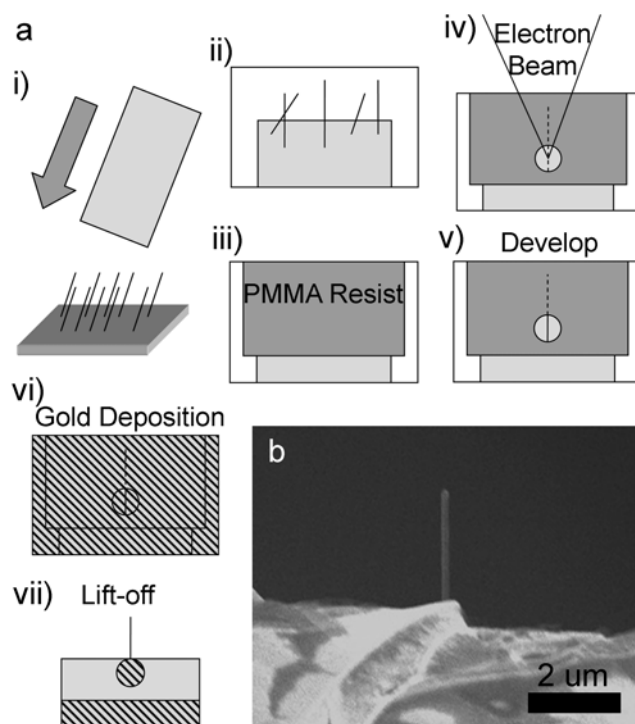 a
i)
ii)
iii)
PMMA Resist
iv)
Electron
Beam
v)
Develop
vi)
Gold Deposition
vii)
Lift-off
b
2 um